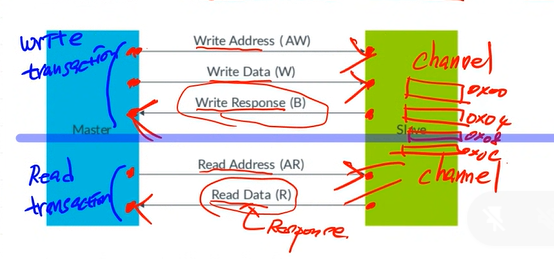 write
transaction
Write Address (AW)
Write Data (W)
Write Response (B)
Master
Slave
channel
0x00
0x04
0x08
0x0C
Read
transaction
Read Address (AR)
Read Data (R)
Response
channel